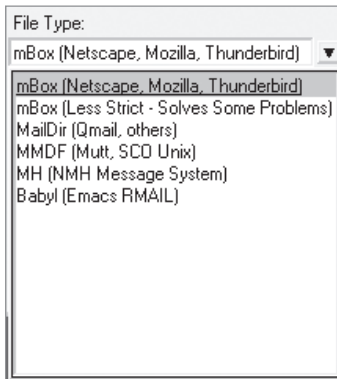 File Type:
mBox (Netscape, Mozilla, Thunderbird)
mBox (Netscape, Mozilla, Thunderbird)
mBox (Less Strict - Solves Some Problems)
MailDir (Qmail, others)
MMDF (Mutt, SCO Unix)
MH (NMH Message System)
Babyl (Emacs RMAIL)